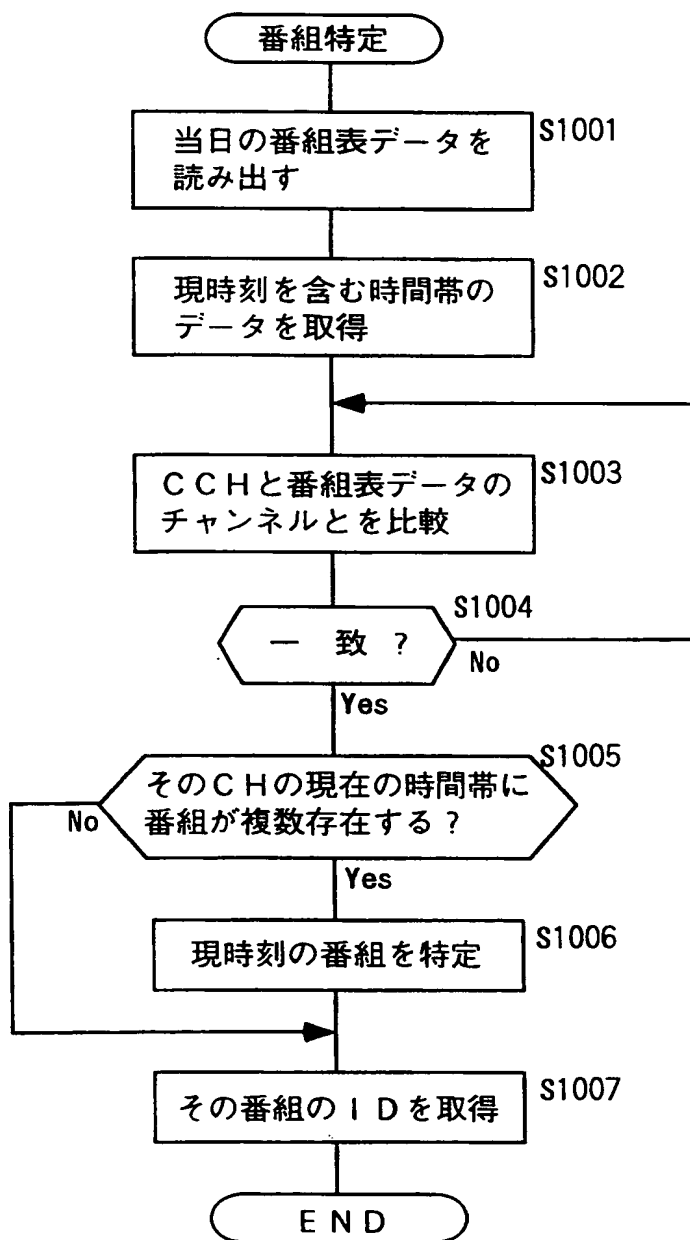 番組特定
S1001
当日の番組表データを
読み出す
S1002
現時刻を含む時間帯の
データを取得
S1003
CCHと番組表データの
チャンネルとを比較
S1004
一致?
No
Yes
S1005
そのCHの現在の時間帯に
番組が複数存在する?
No
Yes
S1006
現時刻の番組を特定
S1007
その番組のIDを取得
END